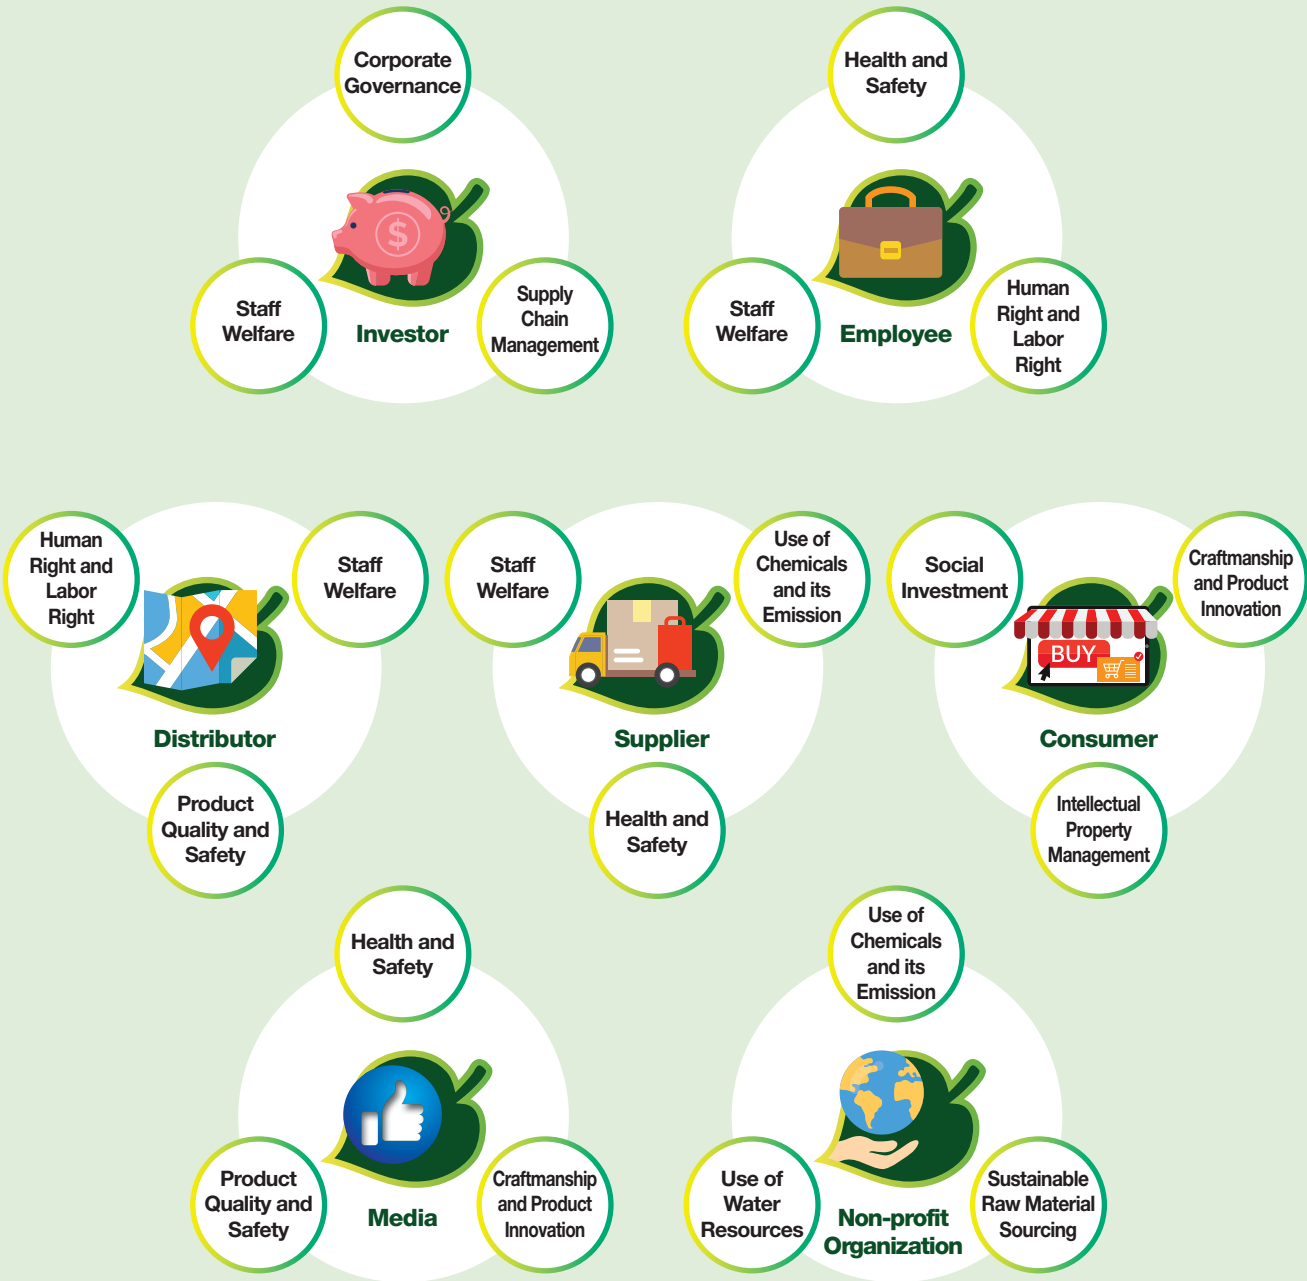 Corporate
Governance
$
Staff
Welfare
Investor
Supply
Chain
Management
Health and
Safety
Staff
Welfare
Employee
Human
Right and
Labor
Right
Human
Right and
Labor
Right
Staff
Welfare
Distributor
Product
Quality and
Safety
Staff
Welfare
Use of
Chemicals
and its
Emission
Supplier
Health and
Safety
Social
Investment
Craftmanship
and Product
Innovation
BUY
Consumer
Intellectual
Property
Management
Health and
Safety
Product
Quality and
Safety
Media
Craftmanship
and Product
Innovation
Use of
Chemicals
and its
Emission
Use of
Water
Resources
Non-profit
Organization
Sustainable
Raw Material
Sourcing